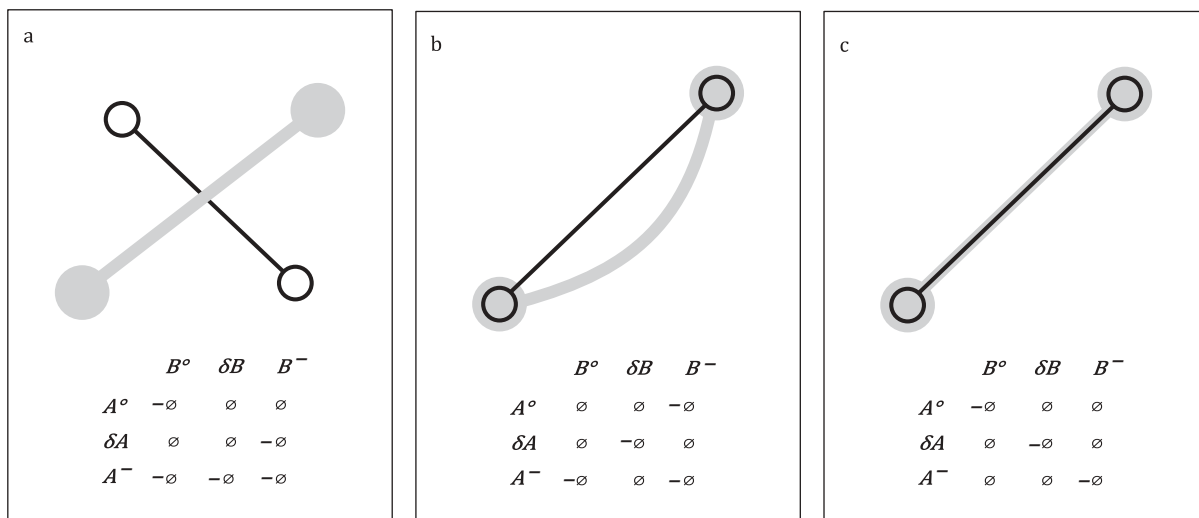 a
B° δB B⁻
A° −∅ ∅ ∅
δA ∅ ∅ −∅
A⁻ −∅ −∅ −∅
b
B° δB B⁻
A° ∅ ∅ −∅
δA ∅ −∅ ∅
A⁻ −∅ ∅ −∅
c
B° δB B⁻
A° −∅ ∅ ∅
δA ∅ −∅ ∅
A⁻ ∅ ∅ −∅